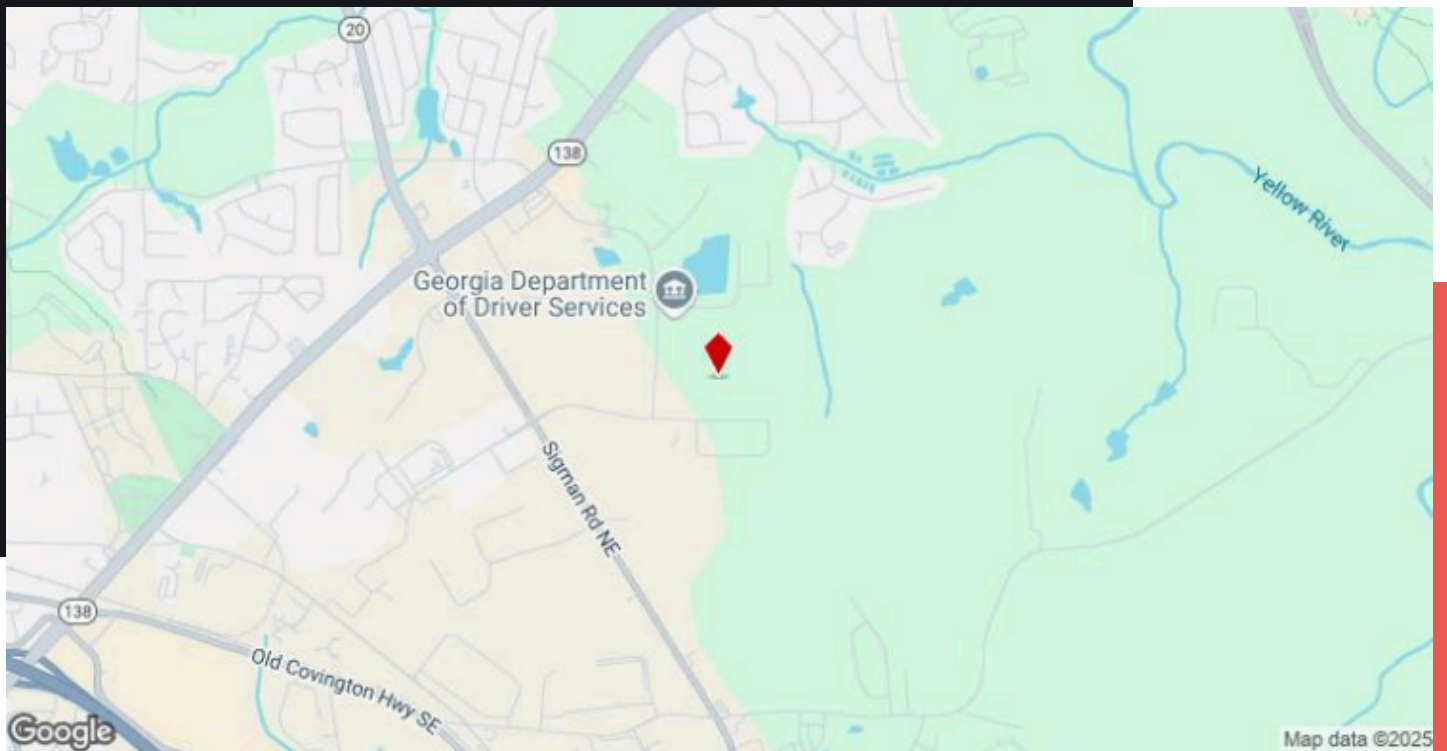 20
138
Yellow River
Georgia Department
of Driver Services
Sigman Rd NE
138
Old Covington Hwy SE
Google
Map data ©2025